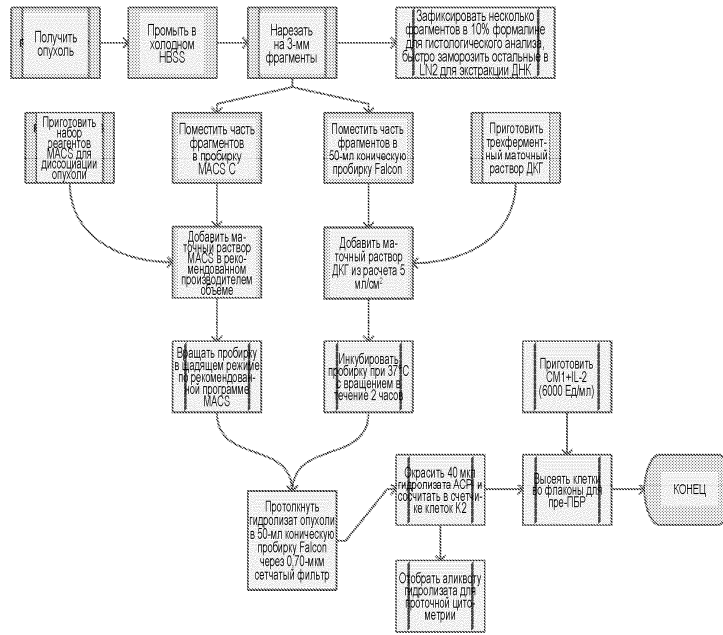 Получить
опухоль
Промыть в
холодном
HBSS
Нарезать
на 3-мм
фрагменты
Зафиксировать несколько
фрагментов в 10% формалине
для гистологического анализа,
быстро заморозить остальные в
LN2 для экстракции ДНК
Приготовить
набор
реагентов
MACS для
диссоциации
опухоли
Поместить часть
фрагментов
в пробирку
MACS C
Поместить часть
фрагментов в
50-мл коническую
пробирку Falcon
Приготовить
трехфермент-
ный маточный
раствор ДКГ
Добавить ма-
точный раствор
MACS в реко-
мендованном
производителем
объеме
Добавить ма-
точный раствор
ДКГ из расчета 5
мл/см²
Вращать пробирку
в щадящем режиме
по рекомендован-
ной программе
MACS
Инкубировать
пробирку при 37°C
с вращением в
течение 2 часов
Приготовить
CM1+IL-2
(6000 Ед/мл)
Протолкнуть
гидролизат опухоли
в 50-мл коническую
пробирку Falcon
через 0,70-мкм
сетчатый фильтр
Окрасить 40 мкл
гидролизата ACPI и
сосчитать в счетчи-
ке клеток K2
Высеять клетки
во флаконы для
пре-ПБР
КОНЕЦ
Отобрать аликвоту
гидролизата для
проточной цито-
метрии